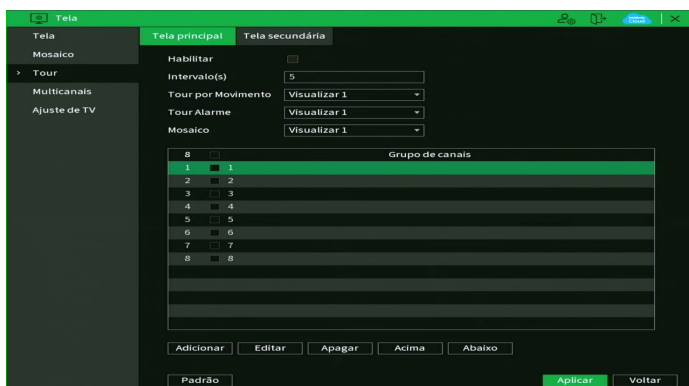 Tela
Tela
Mosaico
> Tour
Multicanais
Ajuste de TV
Tela principal Tela secundária
Habilitar
Intervalo(s) 5
Tour por Movimento Visualizar 1
Tour Alarme Visualizar 1
Mosaico Visualizar 1
8 Grupo de canais
1 1
2 2
3 3
4 4
5 5
6 6
7 7
8 8
Adicionar Editar Apagar Acima Abaixo
Padrão Aplicar Voltar